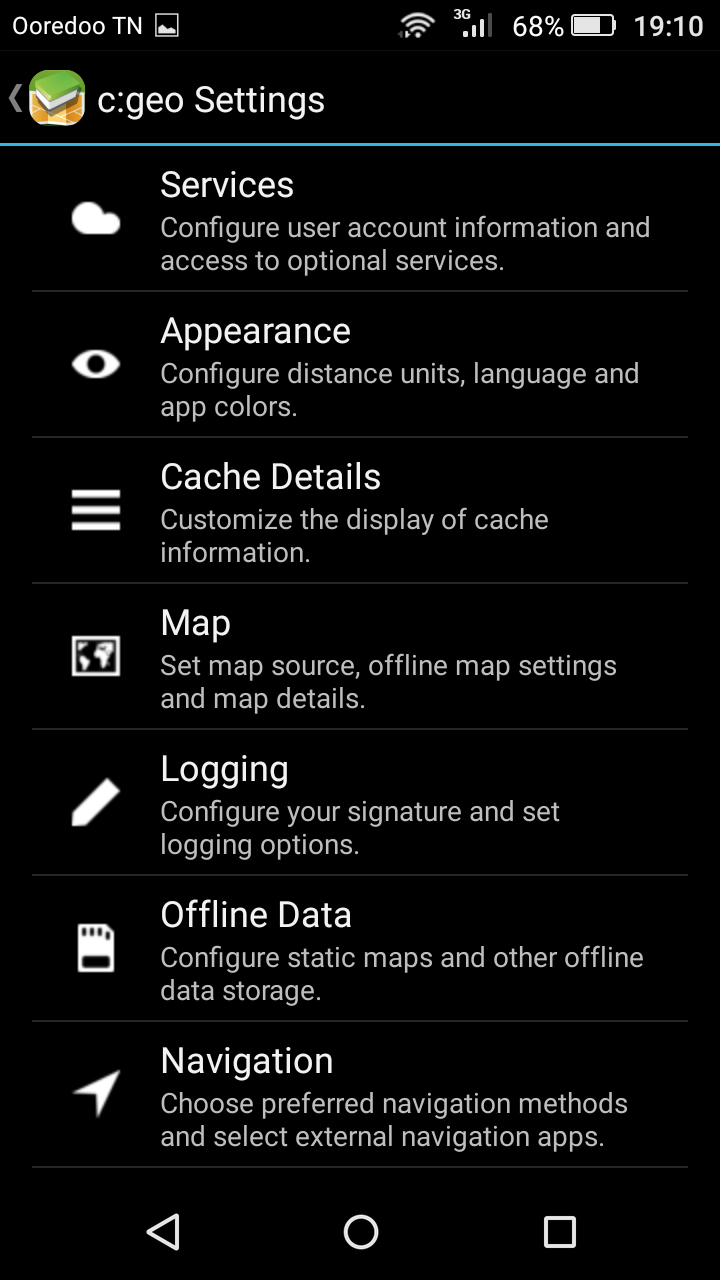 Ooredoo TN 3G 68% 19:10
c:geo Settings
Services
Configure user account information and
access to optional services.
Appearance
Configure distance units, language and
app colors.
Cache Details
Customize the display of cache
information.
Map
Set map source, offline map settings
and map details.
Logging
Configure your signature and set
logging options.
Offline Data
Configure static maps and other offline
data storage.
Navigation
Choose preferred navigation methods
and select external navigation apps.